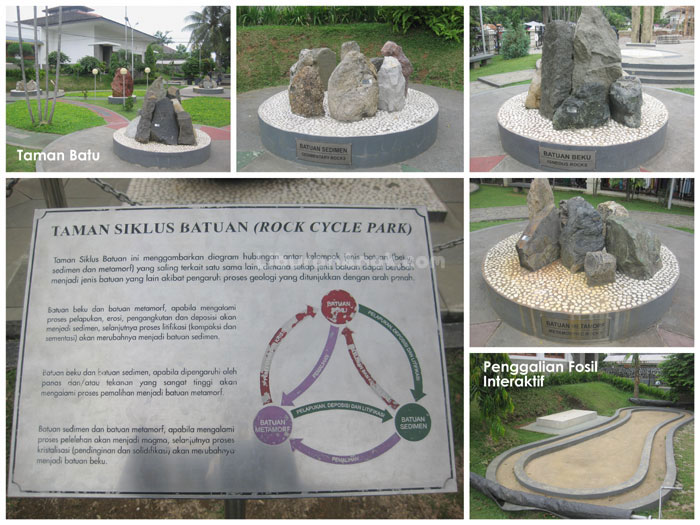 Taman Batu
BATUAN SEDIMEN
SEDIMENTARY ROCKS
BATUAN BEKU
IGNEOUS ROCKS
TAMAN SIKLUS BATUAN (ROCK CYCLE PARK)
Taman Siklus Batuan ini menggambarkan diagram hubungan antar kelompok jenis batuan (beku,
sedimen dan metamorf) yang saling terkait satu sama lain, dimana setiap jenis batuan dapat berubah
menjadi jenis batuan yang lain akibat pengaruh proses geologi yang ditunjukkan dengan arah panah.
Batuan beku dan batuan metamorf, apabila mengalami
proses pelapukan, erosi, pengangkutan dan deposisi akan
menjadi sedimen, selanjutnya proses litifikasi (kompaksi dan
sementasi) akan merubahnya menjadi batuan sedimen.
Batuan beku dan batuan sedimen, apabila dipengaruhi oleh
panas dan/atau tekanan yang sangat tinggi akan
mengalami proses pemalihan menjadi batuan metamorf.
Batuan sedimen dan batuan metamorf, apabila mengalami
proses pelelehan akan menjadi magma, selanjutnya proses
kristalisasi (pendinginan dan solidifikasi) akan merubahnya
menjadi batuan beku.
BATUAN
BEKU
PELAPUKAN, DEPOSISI DAN LITIFIKASI
PEMALIHAN
PELAPUKAN, DEPOSISI DAN LITIFIKASI
BATUAN
METAMORF
BATUAN
SEDIMEN
PEMALIHAN
BATUAN METAMORF
Penggalian Fosil
Interaktif